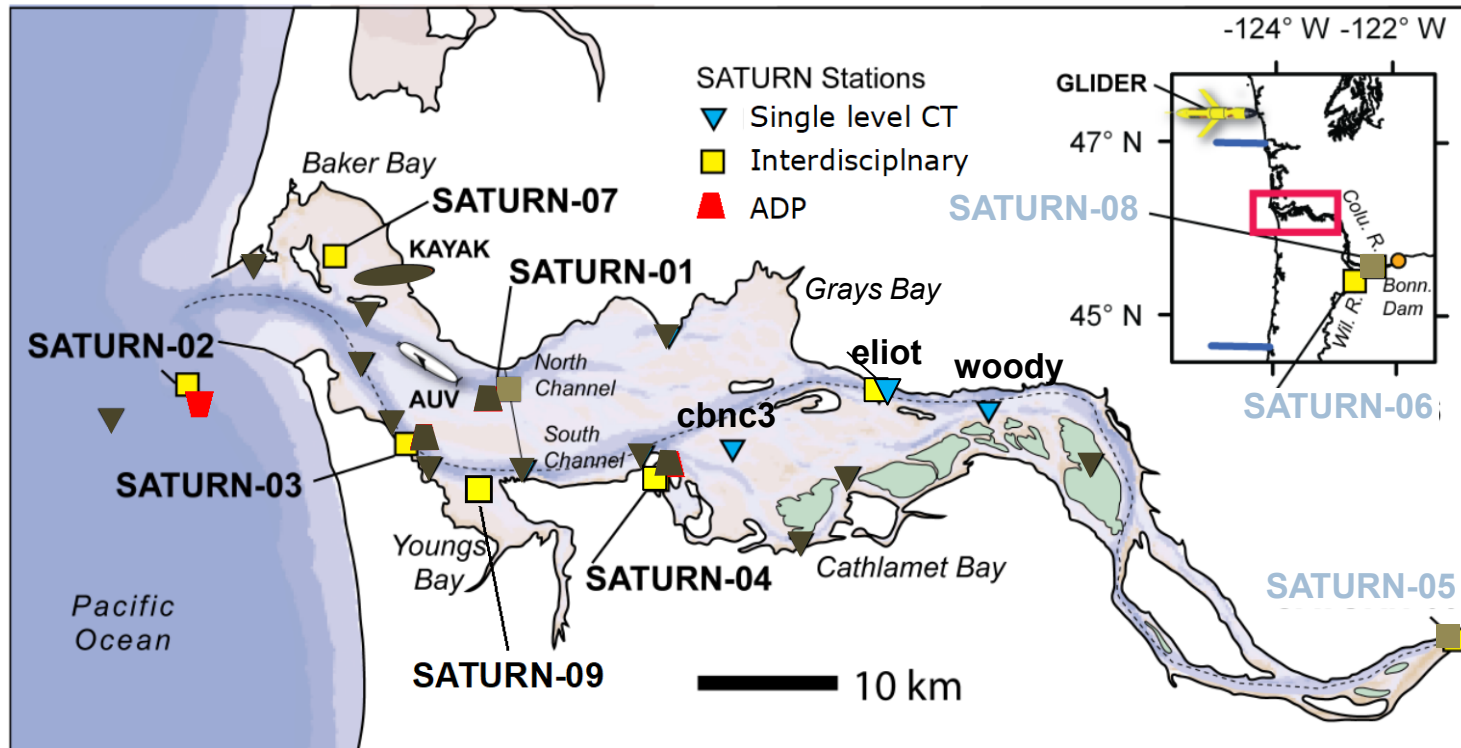 -124° W -122° W
SATURN Stations
Single level CT
Interdisciplnary
ADP
GLIDER
47° N
45° N
Colu. R.
Bonn.
Dam
Wil. R.
SATURN-08
SATURN-06
Baker Bay
SATURN-07
KAYAK
SATURN-01
Grays Bay
SATURN-02
North
Channel
eliot
woody
AUV
cbnc3
South
Channel
SATURN-03
Youngs
Bay
SATURN-04
Cathlamet Bay
SATURN-05
Pacific
Ocean
SATURN-09
10 km